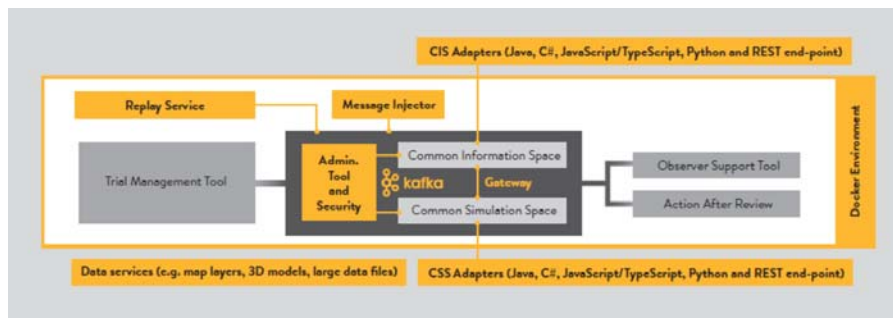 CIS Adapters (Java, C#, JavaScript/TypeScript, Python and REST end-point)
Replay Service
Message Injector
Trial Management Tool
Admin.
Tool
and
Security
Common Information Space
kafka
Gateway
Common Simulation Space
Observer Support Tool
Action After Review
Docker Environment
Data services (e.g. map layers, 3D models, large data files)
CSS Adapters (Java, C#, JavaScript/TypeScript, Python and REST end-point)